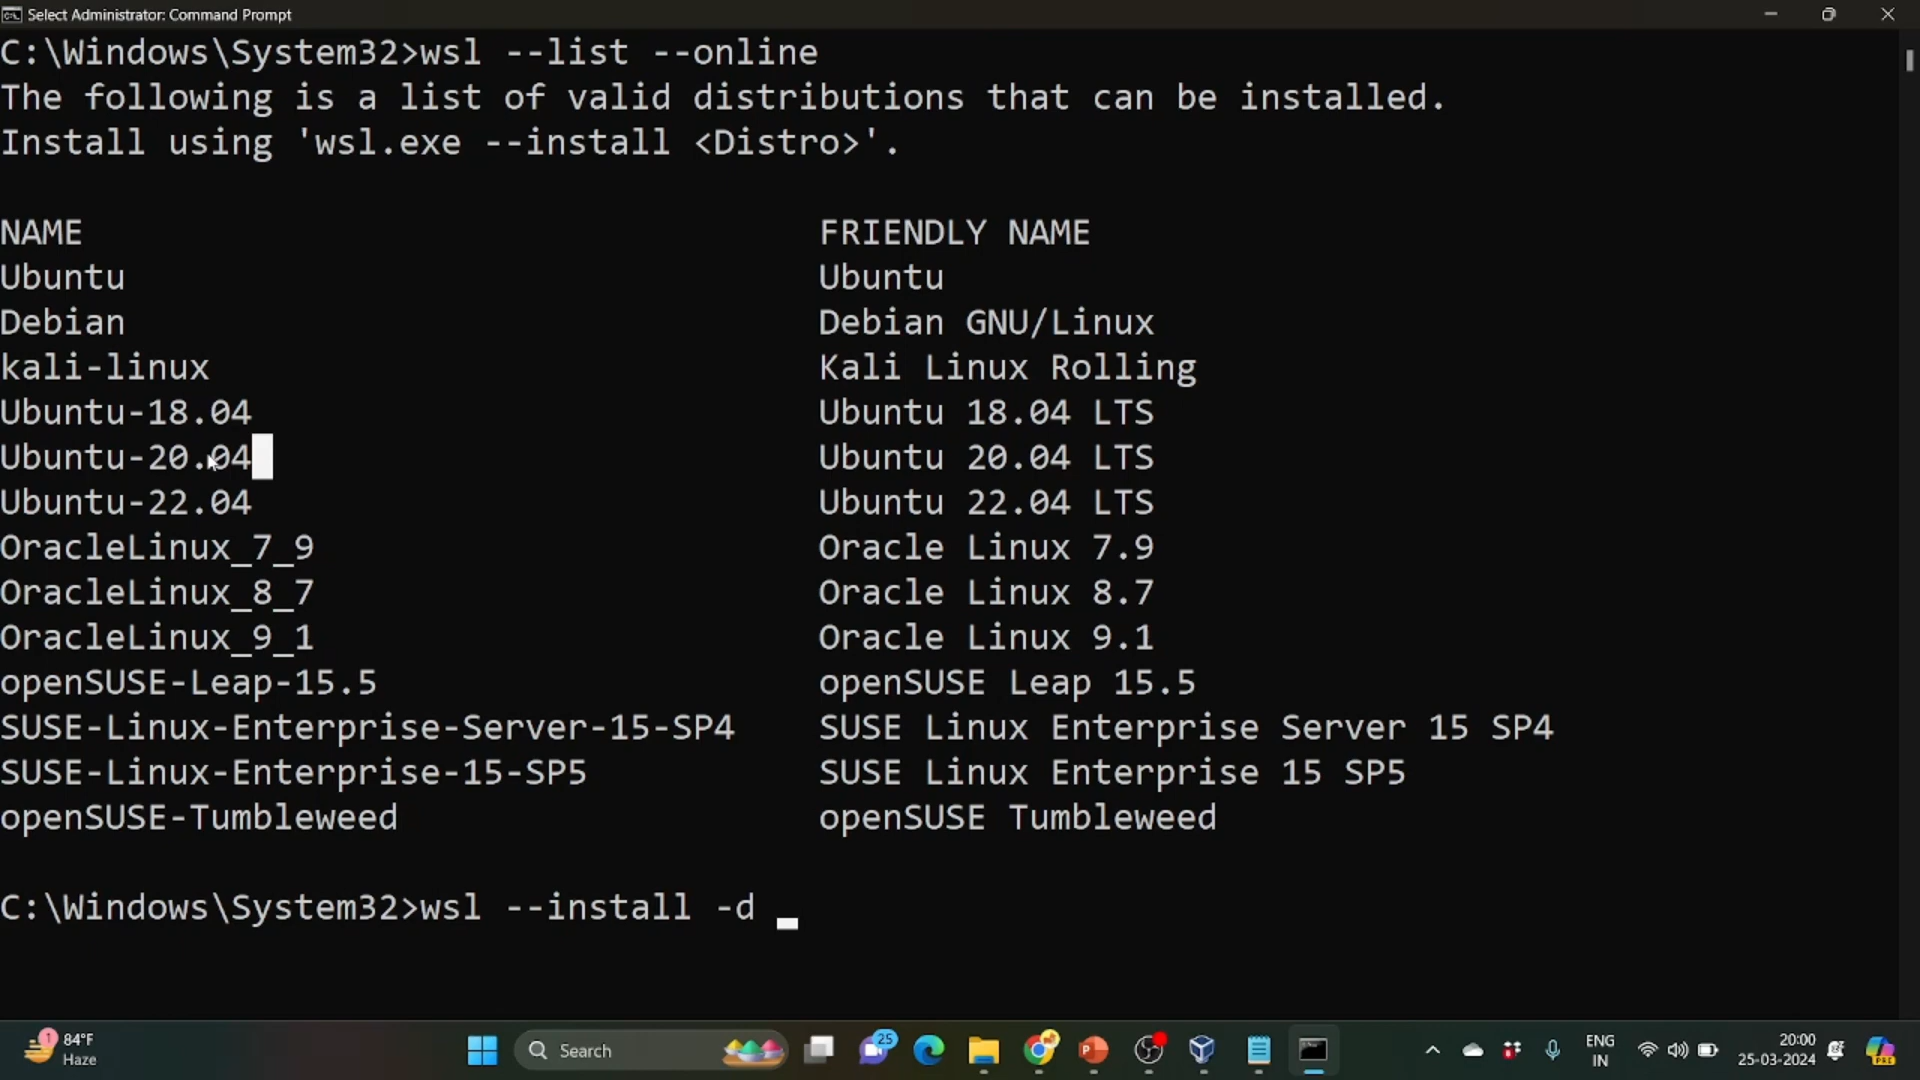 Select Administrator: Command Prompt
C:\Windows\System32>wsl --list --online
The following is a list of valid distributions that can be installed.
Install using 'wsl.exe --install <Distro>'.
NAME FRIENDLY NAME
Ubuntu Ubuntu
Debian Debian GNU/Linux
kali-linux Kali Linux Rolling
Ubuntu-18.04 Ubuntu 18.04 LTS
Ubuntu-20.04 Ubuntu 20.04 LTS
Ubuntu-22.04 Ubuntu 22.04 LTS
OracleLinux_7_9 Oracle Linux 7.9
OracleLinux_8_7 Oracle Linux 8.7
OracleLinux_9_1 Oracle Linux 9.1
openSUSE-Leap-15.5 openSUSE Leap 15.5
SUSE-Linux-Enterprise-Server-15-SP4 SUSE Linux Enterprise Server 15 SP4
SUSE-Linux-Enterprise-15-SP5 SUSE Linux Enterprise 15 SP5
openSUSE-Tumbleweed openSUSE Tumbleweed
C:\Windows\System32>wsl --install -d
1 84°F
Haze
Search
25
P
ENG
IN
20:00
25-03-2024
PRE